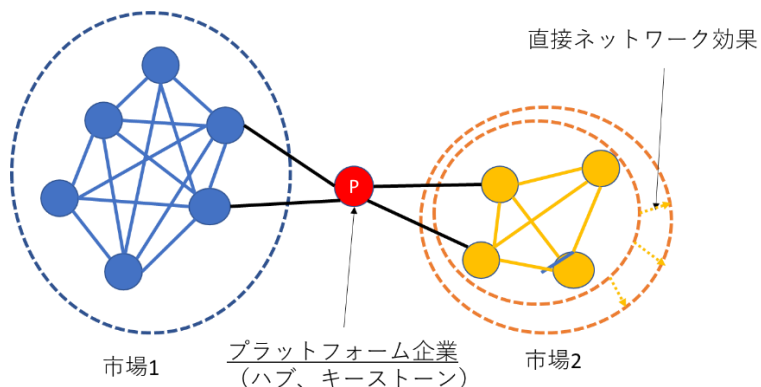 直接ネットワーク効果
P
市場1
プラットフォーム企業
（ハブ、キーストーン）
市場2